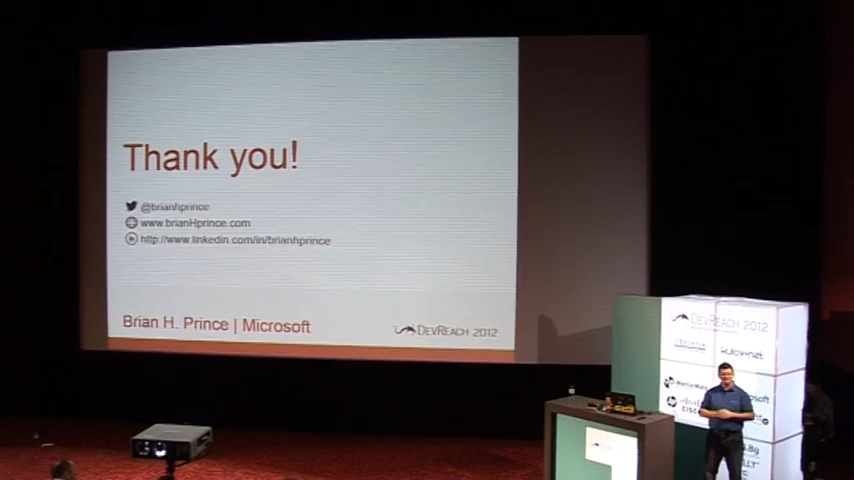 Thank you!
@brianhprince
www.brianHprince.com
http://www.linkedin.com/in/brianhprince
Brian H. Prince | Microsoft
DEVREACH 2012
DEVREACH 2012
kulov.net
CISCO